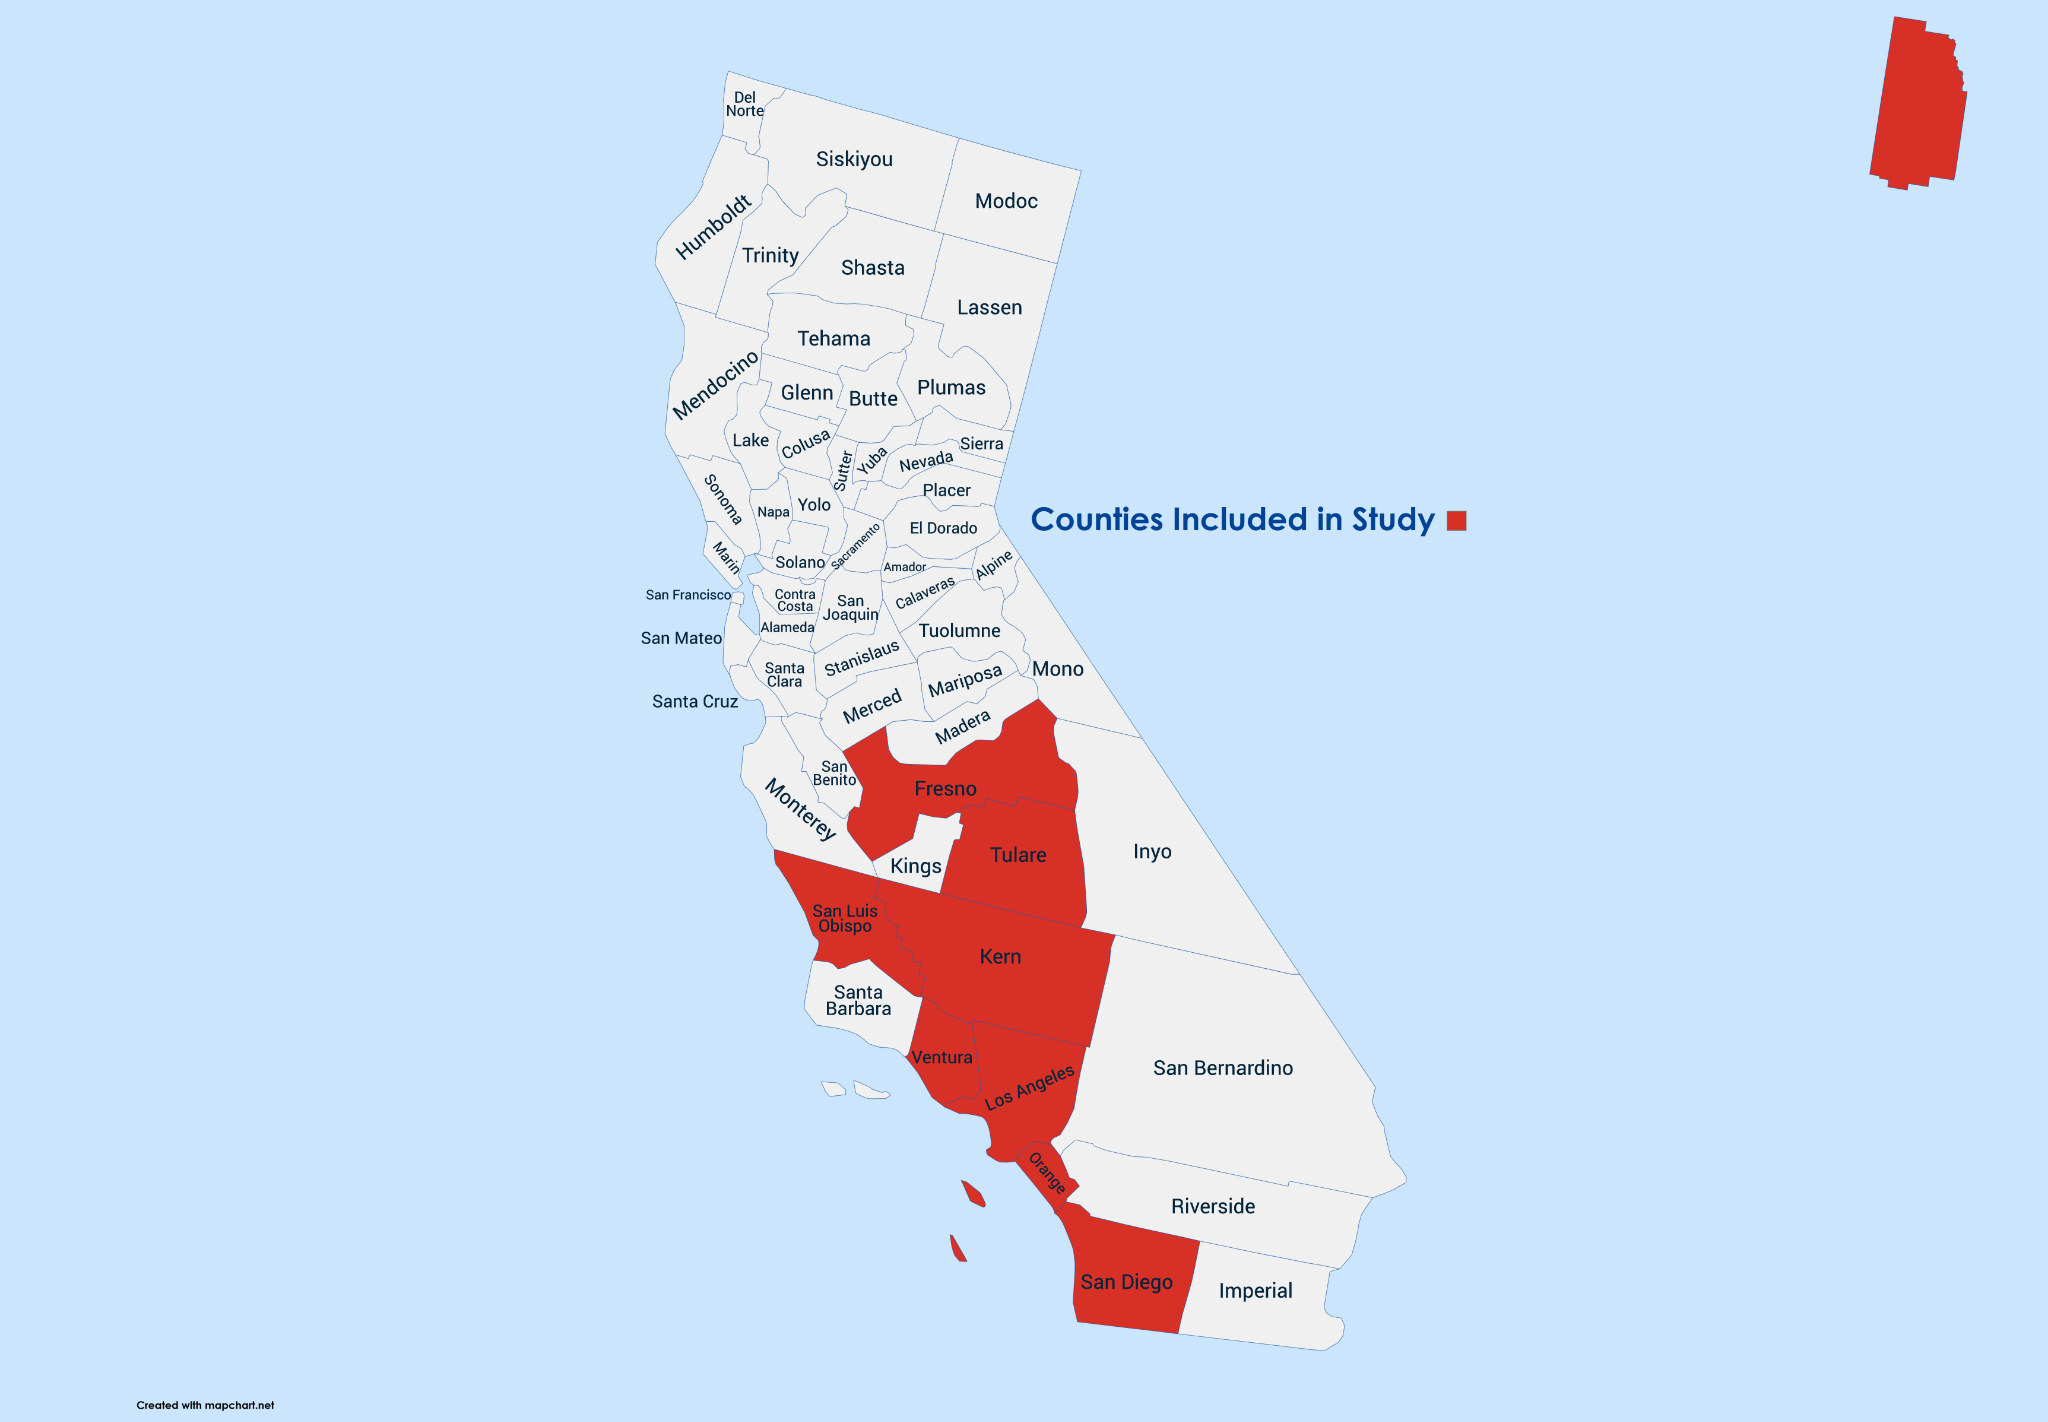 Del
Norte
Siskiyou
Modoc
Humboldt
Trinity
Shasta
Lassen
Tehama
Mendocino
Glenn
Butte
Plumas
Lake
Colusa
Sutter
Yuba
Nevada
Sierra
Placer
Sonoma
Napa
Yolo
El Dorado
Counties Included in Study
Sacramento
Marin
Solano
Amador
Alpine
San Francisco
Contra
Costa
San
Joaquin
Calaveras
Alameda
San Mateo
Tuolumne
Stanislaus
Santa
Clara
Mono
Mariposa
Santa Cruz
Merced
Madera
San
Benito
Fresno
Monterey
Kings
Tulare
Inyo
San Luis
Obispo
Kern
Santa
Barbara
Ventura
Los Angeles
San Bernardino
Orange
Riverside
San Diego
Imperial
Created with mapchart.net